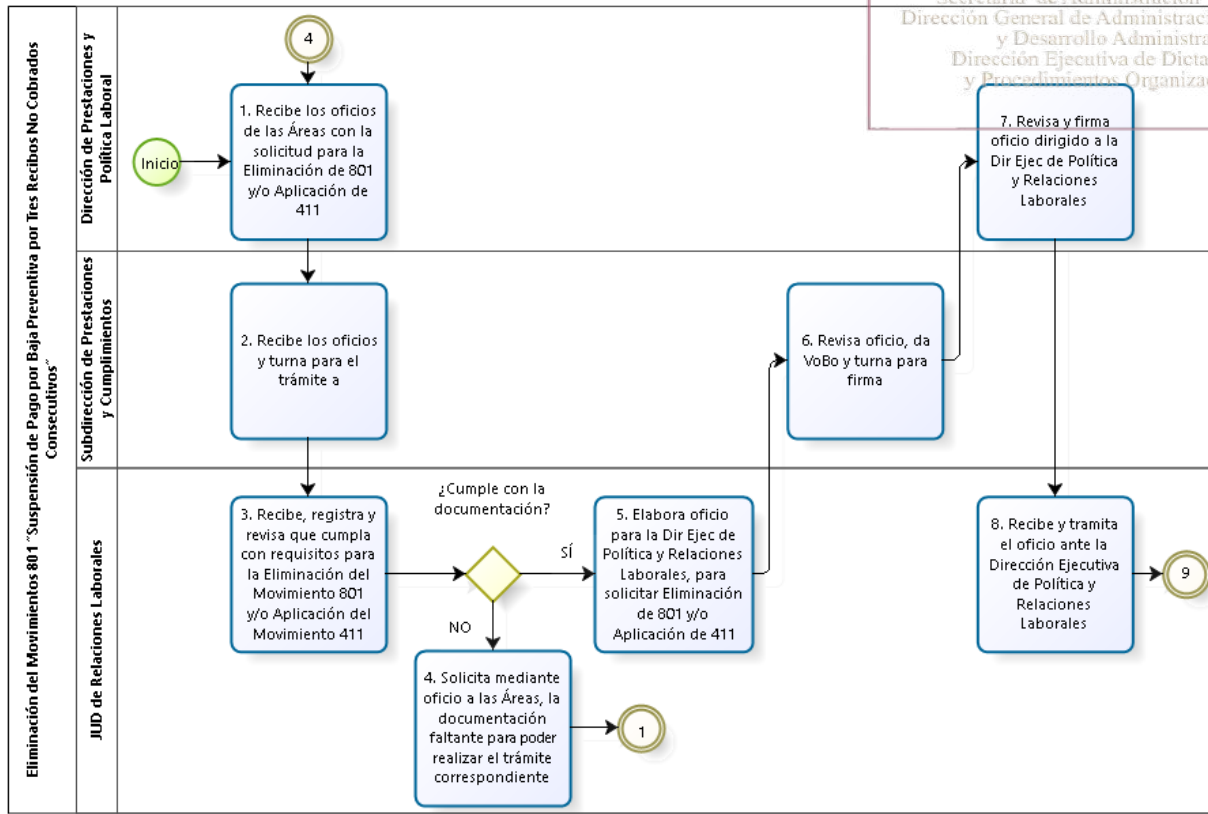 Eliminación del Movimientos 801 "Suspensión de Pago por Baja Preventiva por Tres Recibos No Cobrados
Consecutivos"
Dirección de Prestaciones y
Política Laboral
Secretaría de Administración
Dirección General de Administraci
y Desarrollo Administra
Dirección Ejecutiva de Dicta
y Procedimientos Organiza
4
Inicio
1. Recibe los oficios
de las Áreas con la
solicitud para la
Eliminación de 801
y/o Aplicación de
411
7. Revisa y firma
oficio dirigido a la
Dir Ejec de Política
y Relaciones
Laborales
Subdirección de Prestaciones
y Cumplimientos
2. Recibe los oficios
y turna para el
trámite a
6. Revisa oficio, da
VoBo y turna para
firma
JUD de Relaciones Laborales
3. Recibe, registra y
revisa que cumpla
con requisitos para
la Eliminación del
Movimiento 801
y/o Aplicación del
Movimiento 411
¿Cumple con la
documentación?
SÍ
NO
5. Elabora oficio
para la Dir Ejec de
Política y Relaciones
Laborales, para
solicitar Eliminación
de 801 y/o
Aplicación de 411
8. Recibe y tramita
el oficio ante la
Dirección Ejecutiva
de Política y
Relaciones
Laborales
9
4. Solicita mediante
oficio a las Áreas, la
documentación
faltante para poder
realizar el trámite
correspondiente
1